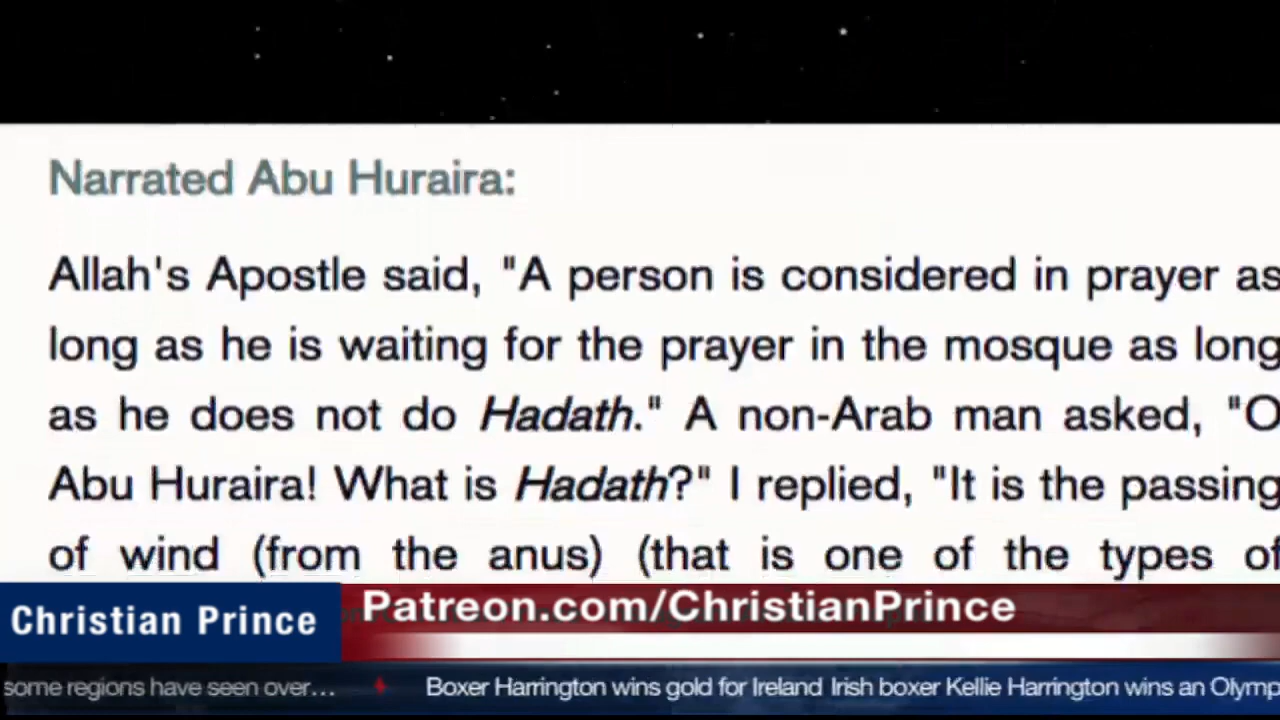 Narrated Abu Huraira:
Allah's Apostle said, "A person is considered in prayer as
long as he is waiting for the prayer in the mosque as long
as he does not do Hadath." A non-Arab man asked, "O
Abu Huraira! What is Hadath?" I replied, "It is the passing
of wind (from the anus) (that is one of the types of
Christian Prince
Patreon.com/ChristianPrince
some regions have seen over... Boxer Harrington wins gold for Ireland Irish boxer Kellie Harrington wins an Olymp